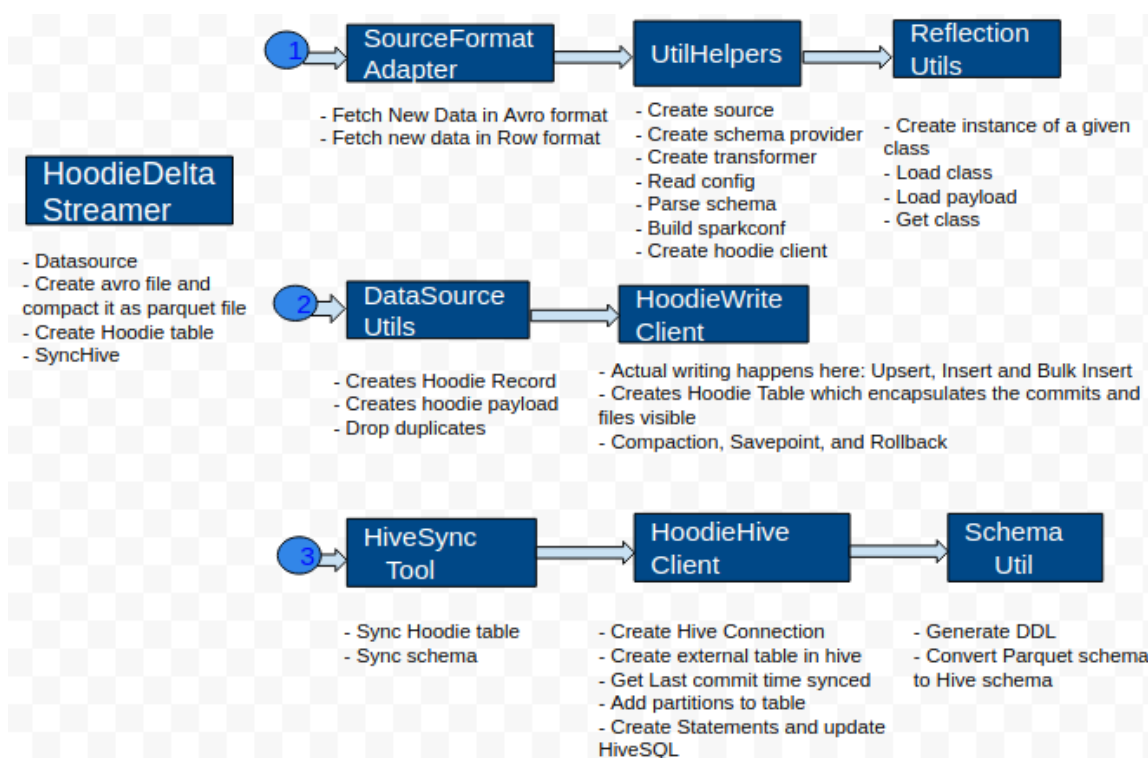 1
SourceFormat
Adapter
UtilHelpers
Reflection
Utils
- Fetch New Data in Avro format
- Fetch new data in Row format
- Create source
- Create schema provider
- Create transformer
- Read config
- Parse schema
- Build sparkconf
- Create hoodie client
- Create instance of a given
class
- Load class
- Load payload
- Get class
HoodieDelta
Streamer
- Datasource
- Create avro file and
compact it as parquet file
- Create Hoodie table
- SyncHive
2
DataSource
Utils
HoodieWrite
Client
- Creates Hoodie Record
- Creates hoodie payload
- Drop duplicates
- Actual writing happens here: Upsert, Insert and Bulk Insert
- Creates Hoodie Table which encapsulates the commits and
files visible
- Compaction, Savepoint, and Rollback
3
HiveSync
Tool
HoodieHive
Client
Schema
Util
- Sync Hoodie table
- Sync schema
- Create Hive Connection
- Create external table in hive
- Get Last commit time synced
- Add partitions to table
- Create Statements and update
HiveSQL
- Generate DDL
- Convert Parquet schema
to Hive schema